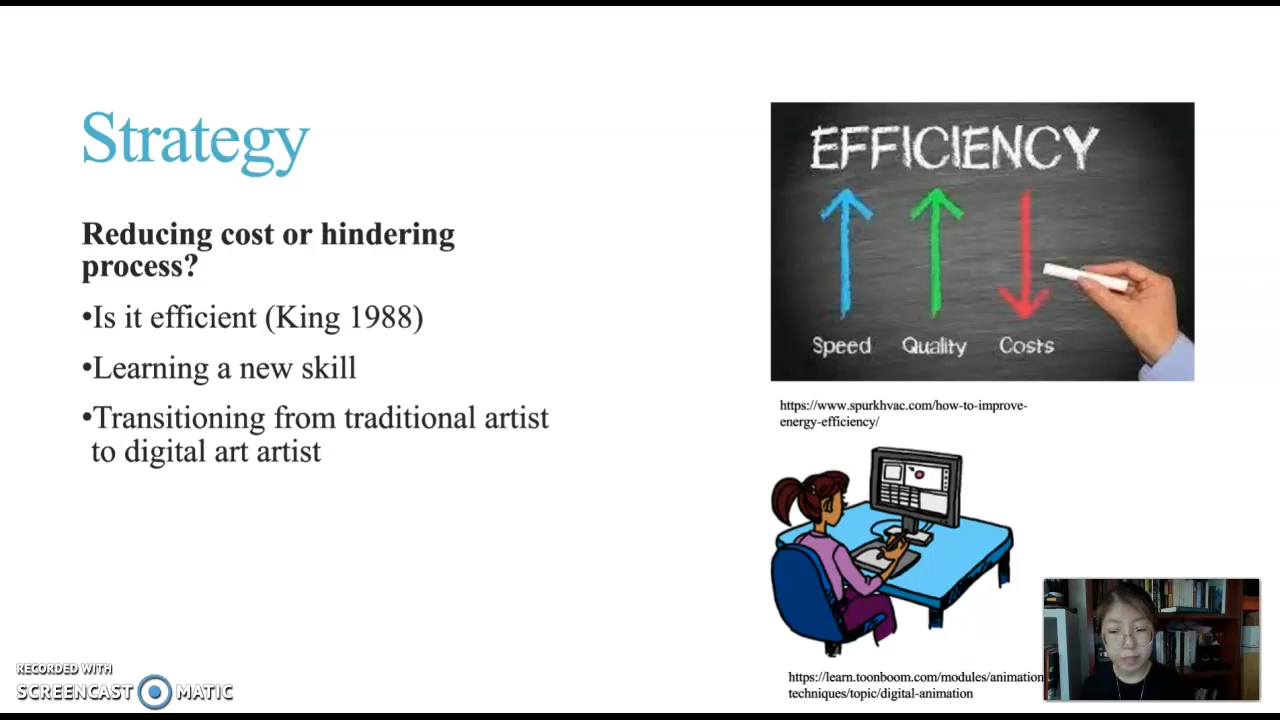 Strategy
Reducing cost or hindering
process?
•Is it efficient (King 1988)
•Learning a new skill
•Transitioning from traditional artist
to digital art artist
EFFICIENCY
Speed Quality Costs
https://www.spurkhvac.com/how-to-improve-
energy-efficiency/
https://learn.toonboom.com/modules/animation
techniques/topic/digital-animation
RECORDED WITH
SCREENCAST MATIC